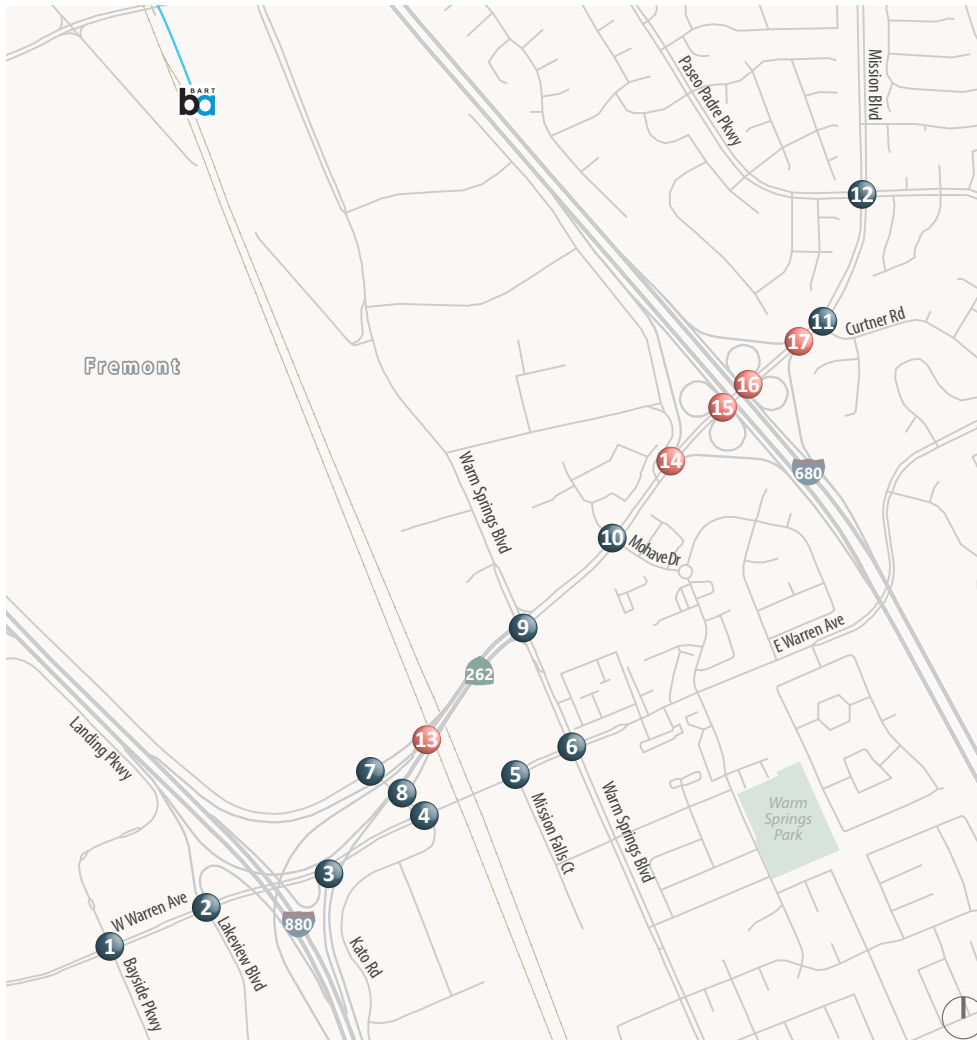 BART
ba
Paseo Padre Pkwy
Mission Blvd
12
11
Curtner Rd
17
Fremont
16
15
14
680
Warm Springs Blvd
10
Mohave Dr
9
E Warren Ave
262
Landing Pkwy
13
6
7
5
8
4
Mission Falls Ct
Warm Springs Blvd
Warm
Springs
Park
3
W Warren Ave
2
880
Lakeview Blvd
1
Bayside Pkwy
Kato Rd